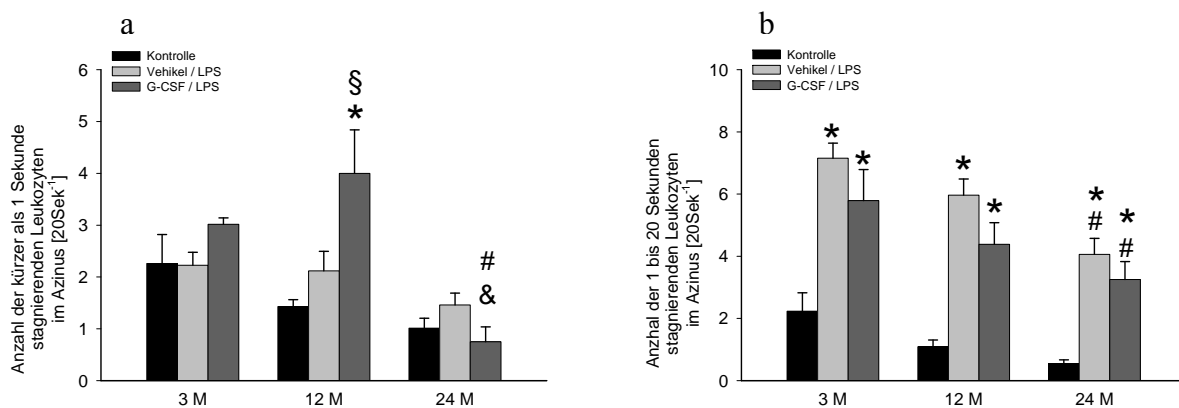 a
Kontrolle
Vehikel / LPS
G-CSF / LPS
Anzahl der kürzer als 1 Sekunde
stagnierenden Leukozyten
im Azinus [20Sek⁻¹]
6
5
4
3
2
1
0
§
*
#
&
3 M 12 M 24 M
b
Kontrolle
Vehikel / LPS
G-CSF / LPS
Anzhal der 1 bis 20 Sekunden
stagnierenden Leukozyten
im Azinus [20Sek⁻¹]
10
8
6
4
2
0
* *
* *
* *
# #
3 M 12 M 24 M